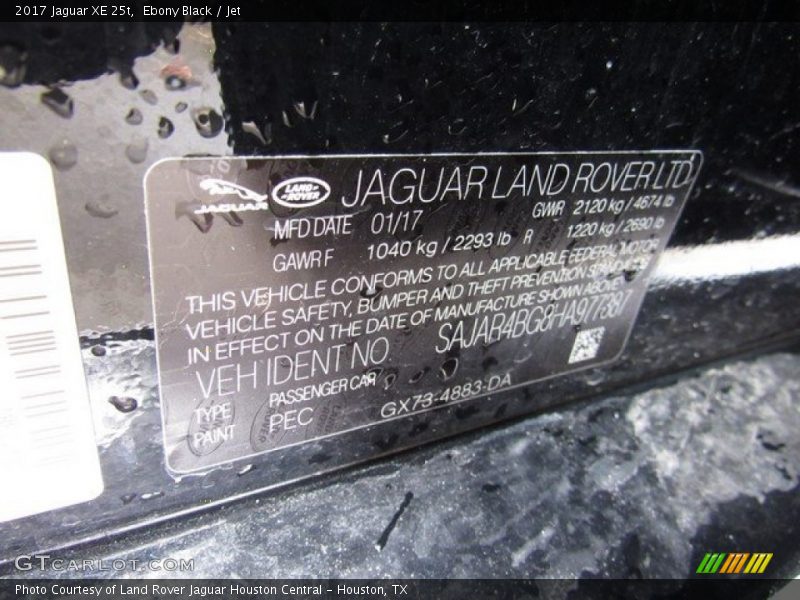 2017 Jaguar XE 25t,  Ebony Black / Jet
JAGUAR LAND-ROVER JAGUAR LAND ROVER LTD
MFD DATE 01/17 GWR 2120 kg / 4674 lb
GAWR F 1040 kg / 2293 lb R 1220 kg / 2690 lb
THIS VEHICLE CONFORMS TO ALL APPLICABLE FEDERAL MOTOR
VEHICLE SAFETY, BUMPER AND THEFT PREVENTION STANDARDS
IN EFFECT ON THE DATE OF MANUFACTURE SHOWN ABOVE
VEH IDENT NO. SAJAR4BG8HA977387
TYPE PASSENGER CAR
PAINT PEC GX73-4883-DA
GTCARLOT.COM
Photo Courtesy of Land Rover Jaguar Houston Central – Houston, TX